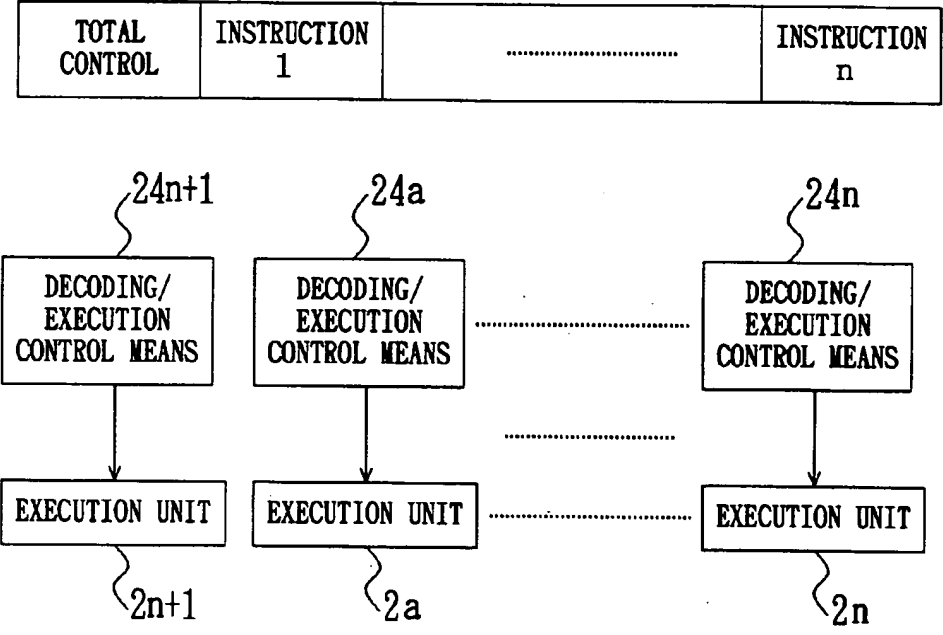 TOTAL CONTROL
INSTRUCTION 1
INSTRUCTION n
24n+1
24a
24n
DECODING/
EXECUTION
CONTROL MEANS
DECODING/
EXECUTION
CONTROL MEANS
DECODING/
EXECUTION
CONTROL MEANS
EXECUTION UNIT
EXECUTION UNIT
EXECUTION UNIT
2n+1
2a
2n